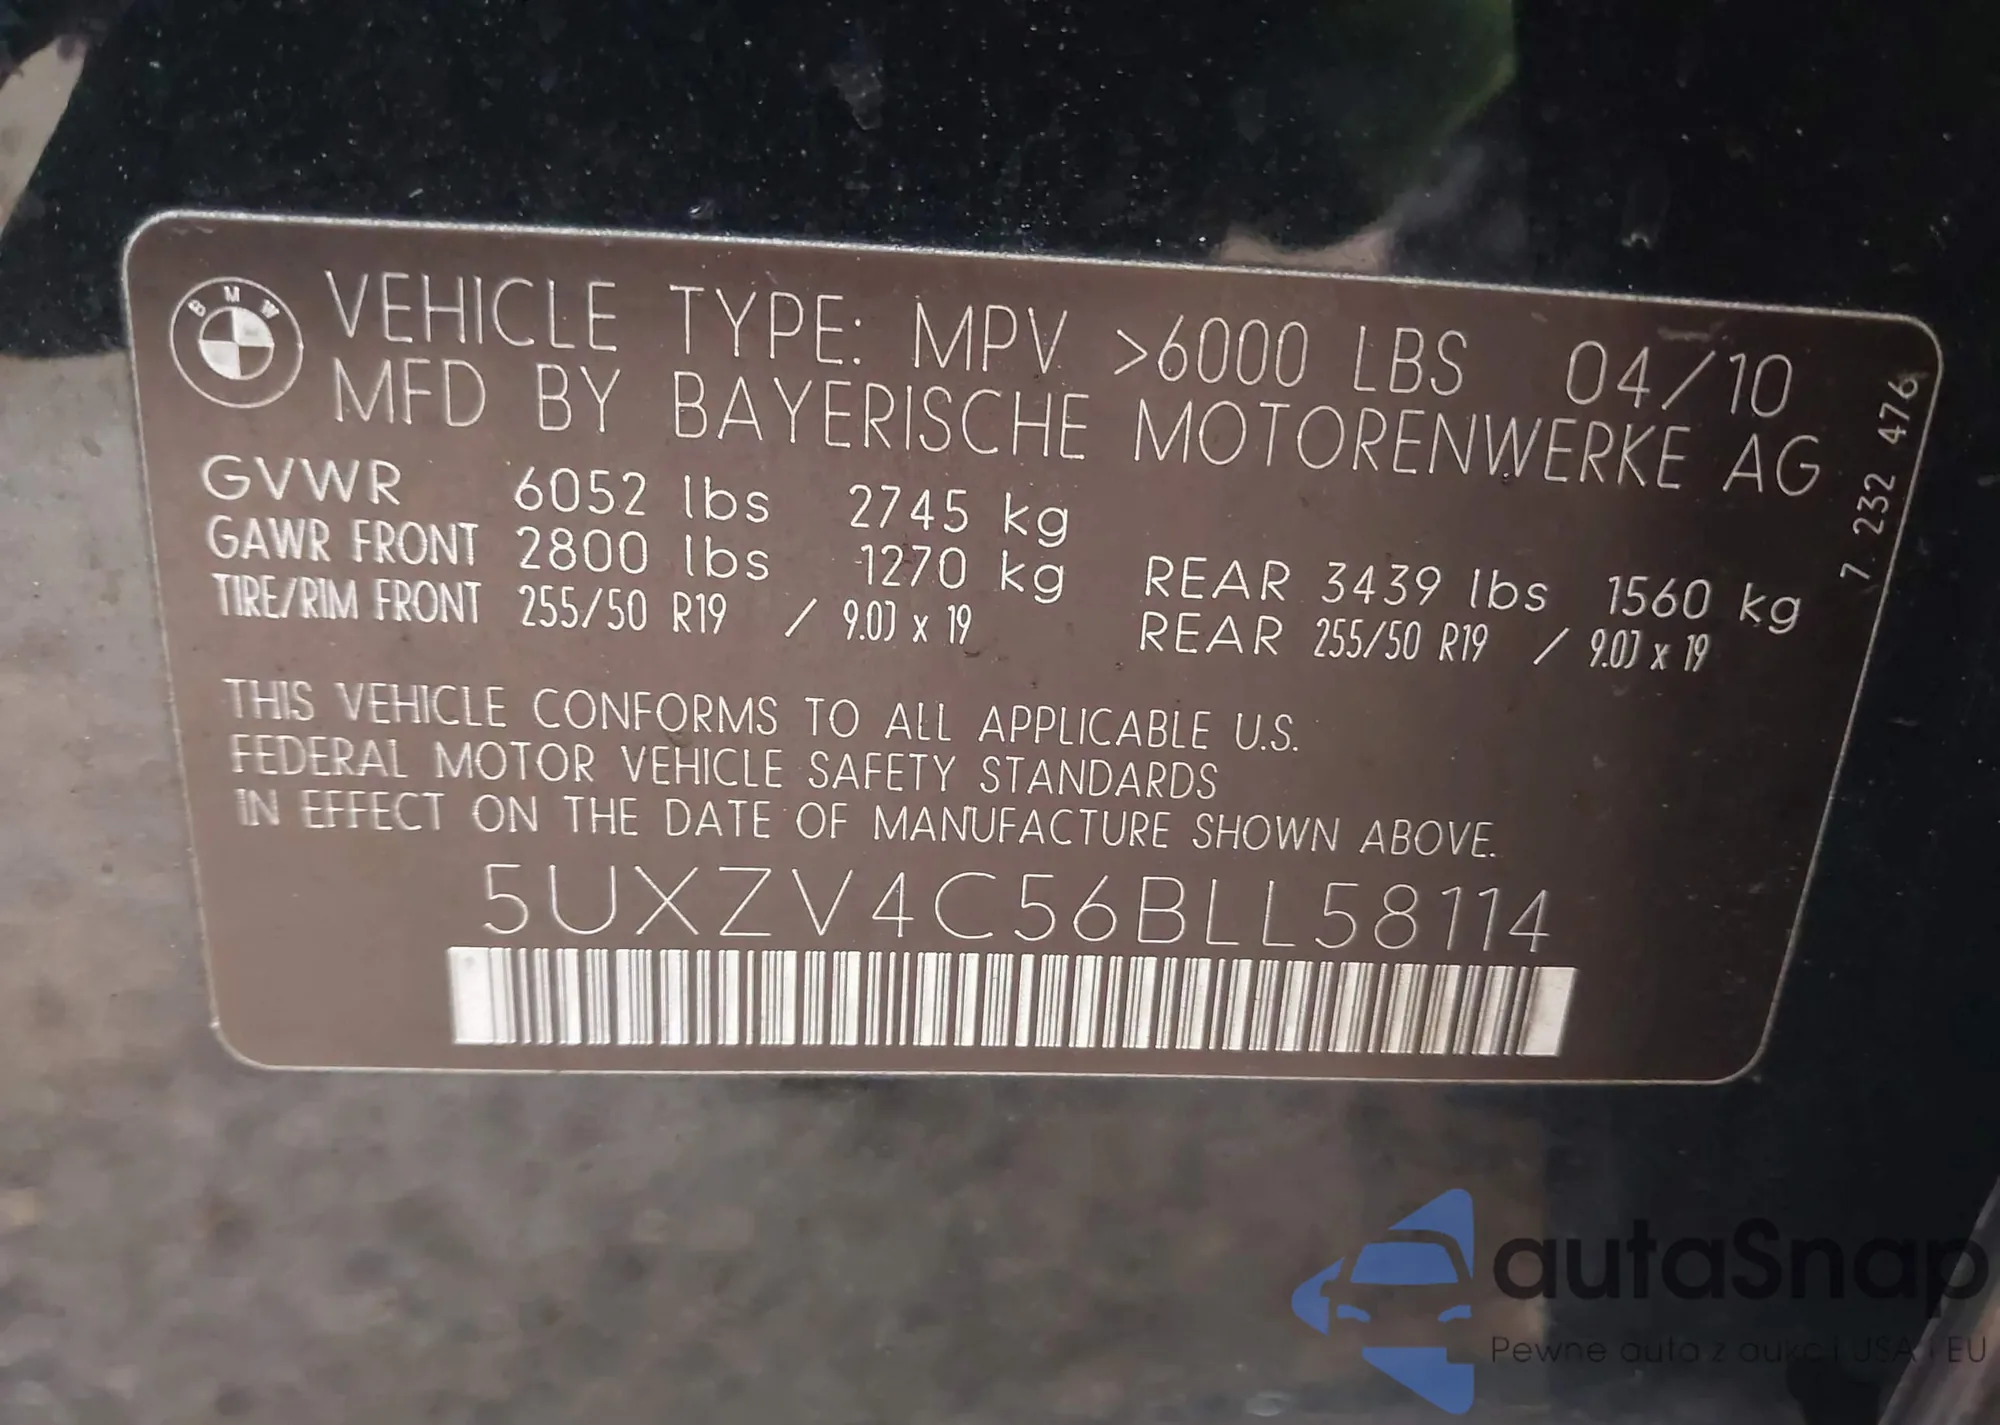 BMW
VEHICLE TYPE: MPV >6000 LBS 04/10
MFD BY BAYERISCHE MOTORENWERKE AG
GVWR 6052 lbs 2745 kg
GAWR FRONT 2800 lbs 1270 kg REAR 3439 lbs 1560 kg
TIRE/RIM FRONT 255/50 R19 / 9.0J x 19 REAR 255/50 R19 / 9.0J x 19
7. 232 476
THIS VEHICLE CONFORMS TO ALL APPLICABLE U.S.
FEDERAL MOTOR VEHICLE SAFETY STANDARDS
IN EFFECT ON THE DATE OF MANUFACTURE SHOWN ABOVE.
5UXZV4C56BLL58114
autaSnap
Pewne auta z aukcji USA i EU